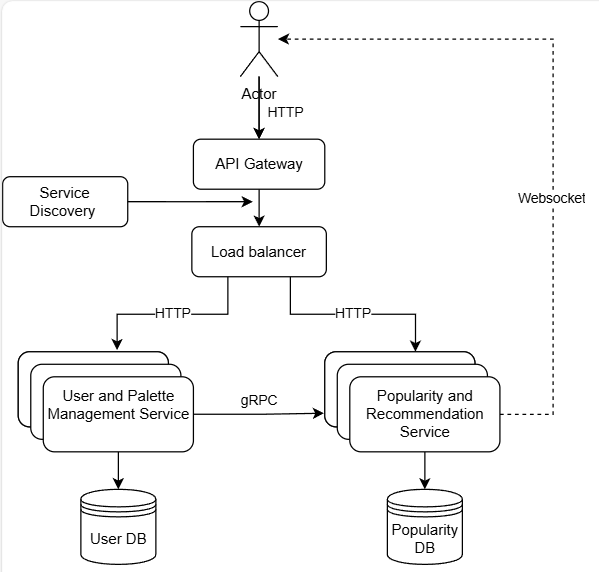 Actor
HTTP
API Gateway
Service
Discovery
Websocket
Load balancer
HTTP
HTTP
User and Palette
Management Service
gRPC
Popularity and
Recommendation
Service
User DB
Popularity
DB